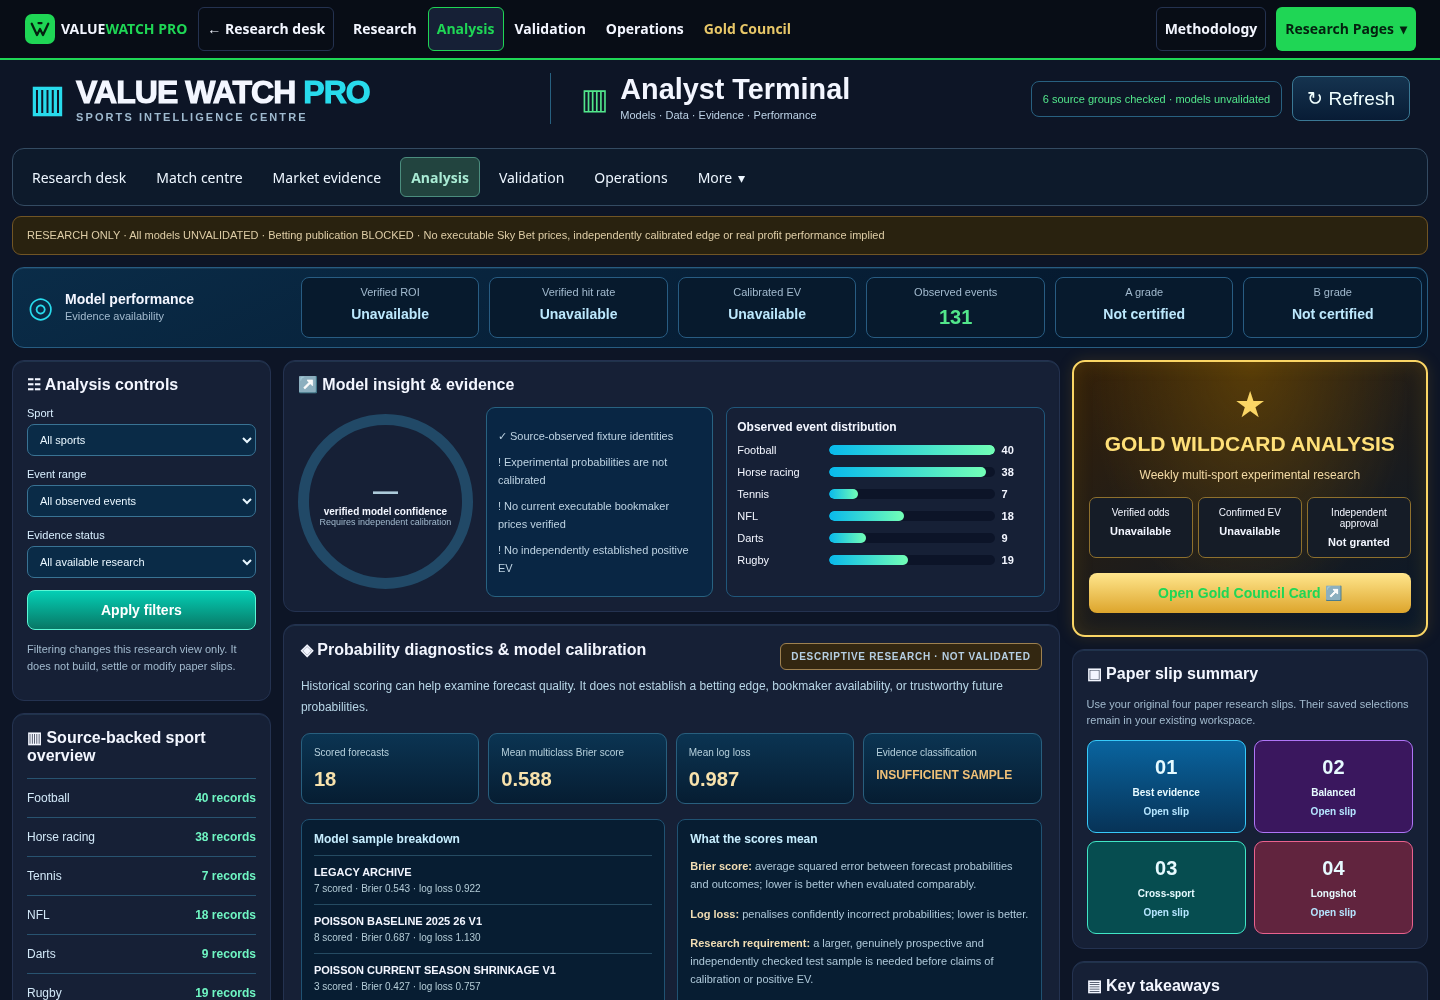 VALUEWATCH PRO
← Research desk
Research
Analysis
Validation
Operations
Gold Council
Methodology
Research Pages ▾
VALUE WATCH PRO
SPORTS INTELLIGENCE CENTRE
Analyst Terminal
Models · Data · Evidence · Performance
6 source groups checked · models unvalidated
↻ Refresh
Research desk
Match centre
Market evidence
Analysis
Validation
Operations
More ▾
RESEARCH ONLY · All models UNVALIDATED · Betting publication BLOCKED · No executable Sky Bet prices, independently calibrated edge or real profit performance implied
Model performance
Evidence availability
Verified ROI
Unavailable
Verified hit rate
Unavailable
Calibrated EV
Unavailable
Observed events
131
A grade
Not certified
B grade
Not certified
Analysis controls
Sport
All sports
Event range
All observed events
Evidence status
All available research
Apply filters
Filtering changes this research view only. It
does not build, settle or modify paper slips.
Source-backed sport
overview
Football 40 records
Horse racing 38 records
Tennis 7 records
NFL 18 records
Darts 9 records
Rugby 19 records
Model insight & evidence
—
verified model confidence
Requires independent calibration
✓ Source-observed fixture identities
! Experimental probabilities are not
calibrated
! No current executable bookmaker
prices verified
! No independently established positive
EV
Observed event distribution
Football 40
Horse racing 38
Tennis 7
NFL 18
Darts 9
Rugby 19
Probability diagnostics & model calibration
DESCRIPTIVE RESEARCH · NOT VALIDATED
Historical scoring can help examine forecast quality. It does not establish a betting edge, bookmaker availability, or trustworthy future
probabilities.
Scored forecasts
18
Mean multiclass Brier score
0.588
Mean log loss
0.987
Evidence classification
INSUFFICIENT SAMPLE
Model sample breakdown
LEGACY ARCHIVE
7 scored · Brier 0.543 · log loss 0.922
POISSON BASELINE 2025 26 V1
8 scored · Brier 0.687 · log loss 1.130
POISSON CURRENT SEASON SHRINKAGE V1
3 scored · Brier 0.427 · log loss 0.757
What the scores mean
Brier score: average squared error between forecast probabilities
and outcomes; lower is better when evaluated comparably.
Log loss: penalises confidently incorrect probabilities; lower is better.
Research requirement: a larger, genuinely prospective and
independently checked test sample is needed before claims of
calibration or positive EV.
★
GOLD WILDCARD ANALYSIS
Weekly multi-sport experimental research
Verified odds
Unavailable
Confirmed EV
Unavailable
Independent
approval
Not granted
Open Gold Council Card ↗
Paper slip summary
Use your original four paper research slips. Their saved selections
remain in your existing workspace.
01
Best evidence
Open slip
02
Balanced
Open slip
03
Cross-sport
Open slip
04
Longshot
Open slip
Key takeaways